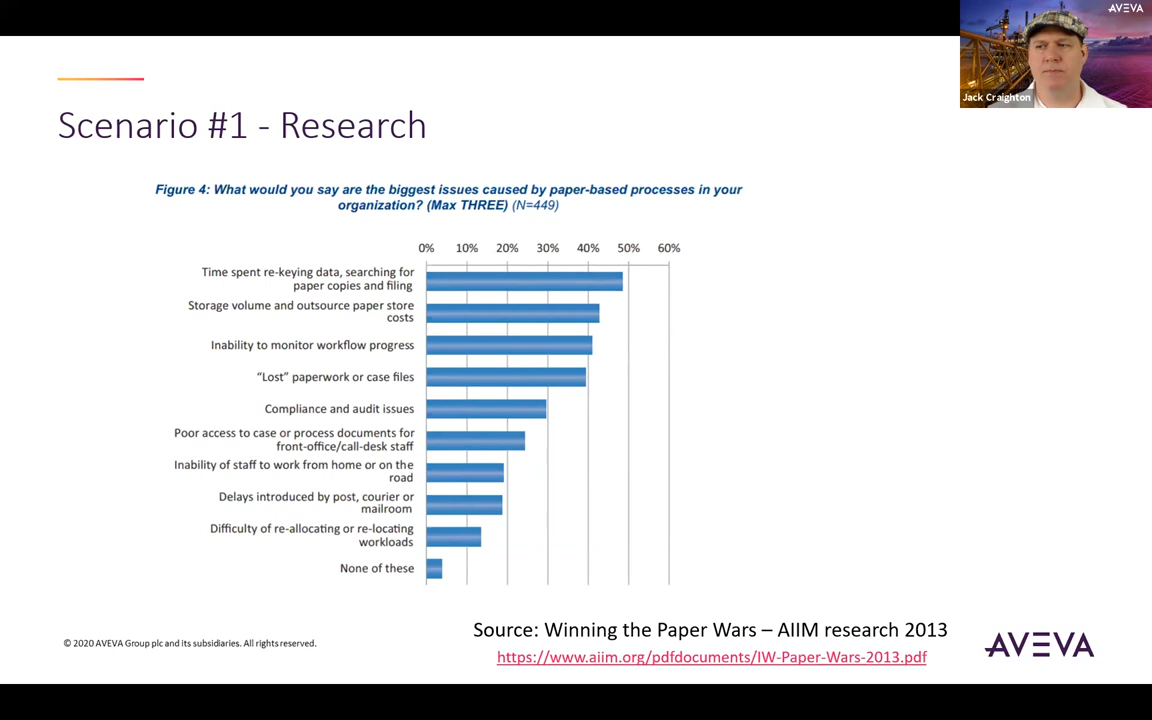 AVEVA
Jack Craighton
Scenario #1 - Research
Figure 4: What would you say are the biggest issues caused by paper-based processes in your
organization? (Max THREE) (N=449)
0% 10% 20% 30% 40% 50% 60%
Time spent re-keying data, searching for
paper copies and filing
Storage volume and outsource paper store
costs
Inability to monitor workflow progress
“Lost” paperwork or case files
Compliance and audit issues
Poor access to case or process documents for
front-office/call-desk staff
Inability of staff to work from home or on the
road
Delays introduced by post, courier or
mailroom
Difficulty of re-allocating or re-locating
workloads
None of these
Source: Winning the Paper Wars – AIIM research 2013
https://www.aiim.org/pdfdocuments/IW-Paper-Wars-2013.pdf
© 2020 AVEVA Group plc and its subsidiaries. All rights reserved.
AVEVA